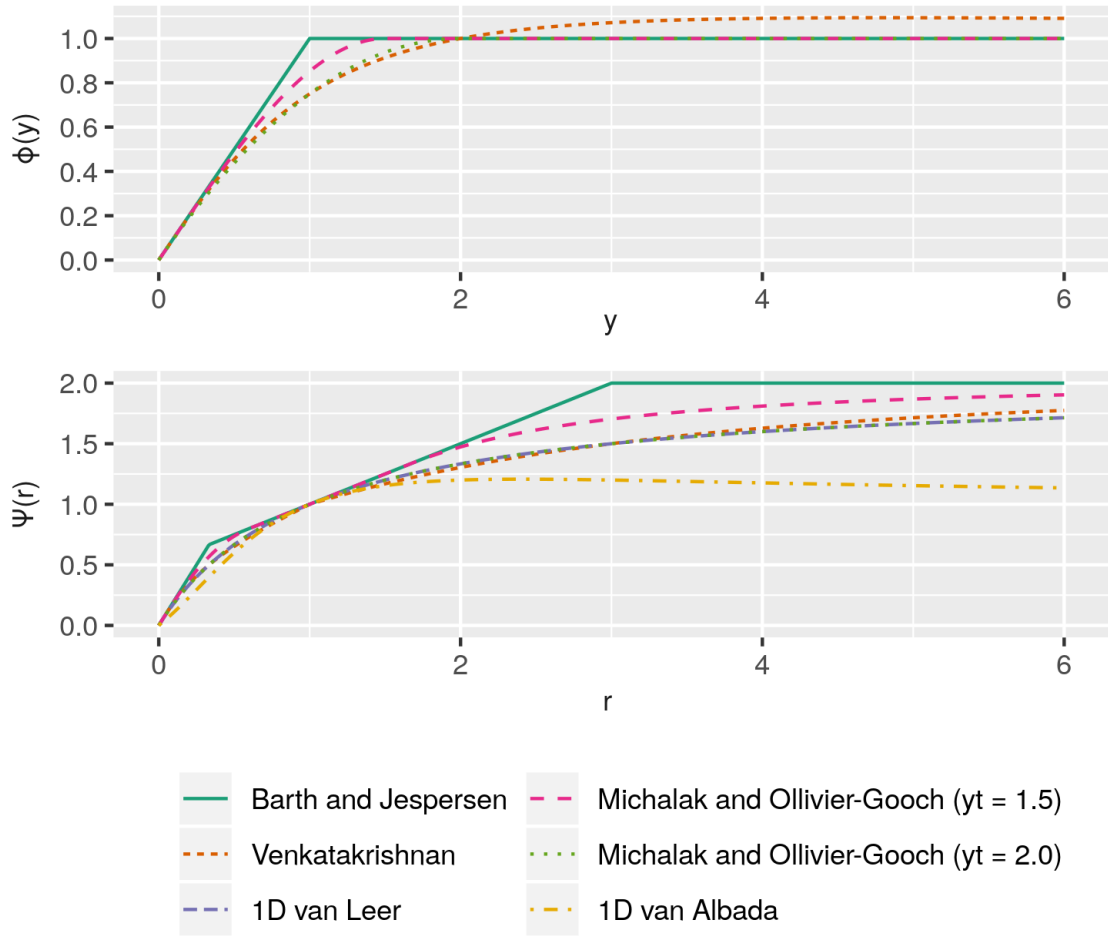 1.0
0.8
0.6
0.4
0.2
0.0
ϕ(y)
0 2 4 6
y
2.0
1.5
1.0
0.5
0.0
Ψ(r)
0 2 4 6
r
Barth and Jespersen
Michalak and Ollivier-Gooch (yt = 1.5)
Venkatakrishnan
Michalak and Ollivier-Gooch (yt = 2.0)
1D van Leer
1D van Albada